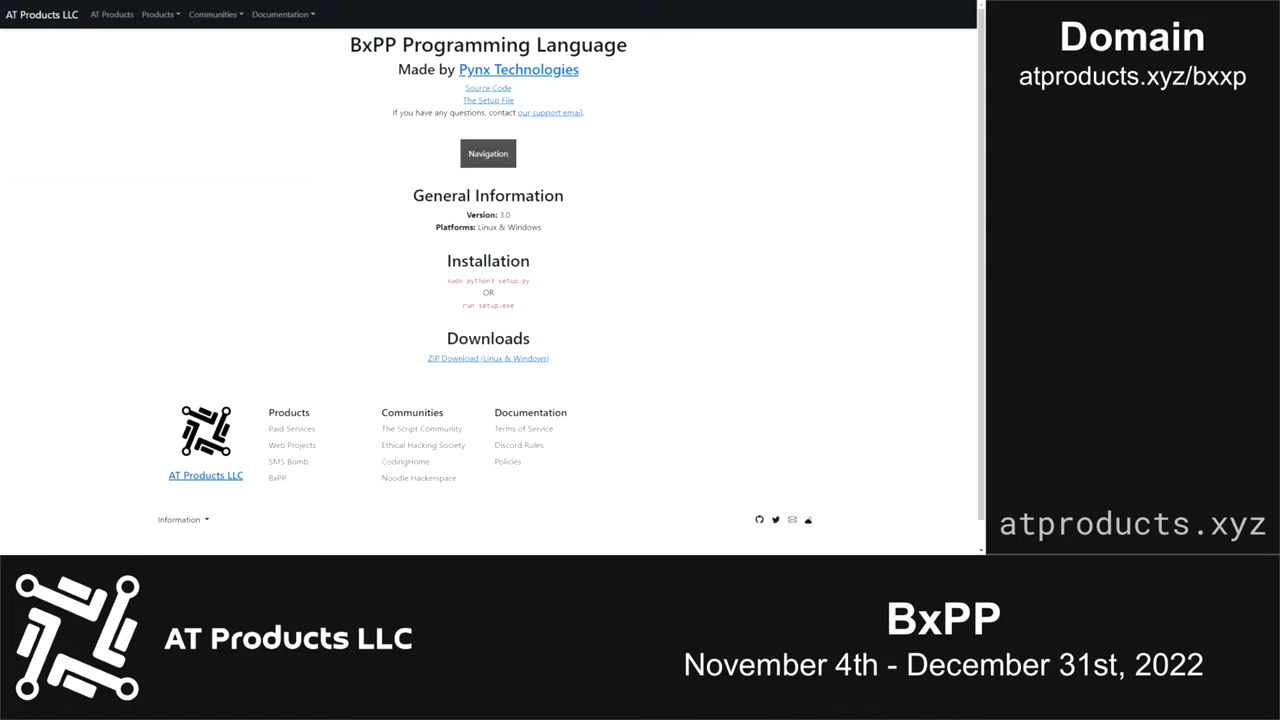 AT Products LLC AT Products Products Communities Documentation
BxPP Programming Language
Made by Pynx Technologies
Source Code
The Setup File
If you have any questions, contact our support email.
Navigation
General Information
Version: 3.0
Platforms: Linux & Windows
Installation
sudo python3 setup.py
OR
run setup.exe
Downloads
ZIP Download (Linux & Windows)
AT Products LLC
Products
Paid Services
Web Projects
SMS Bomb
BxPP
Communities
The Script Community
Ethical Hacking Society
CodingHome
Noodle Hackerspace
Documentation
Terms of Service
Discord Rules
Policies
Information
Domain
atproducts.xyz/bxxp
atproducts.xyz
AT Products LLC
BxPP
November 4th - December 31st, 2022